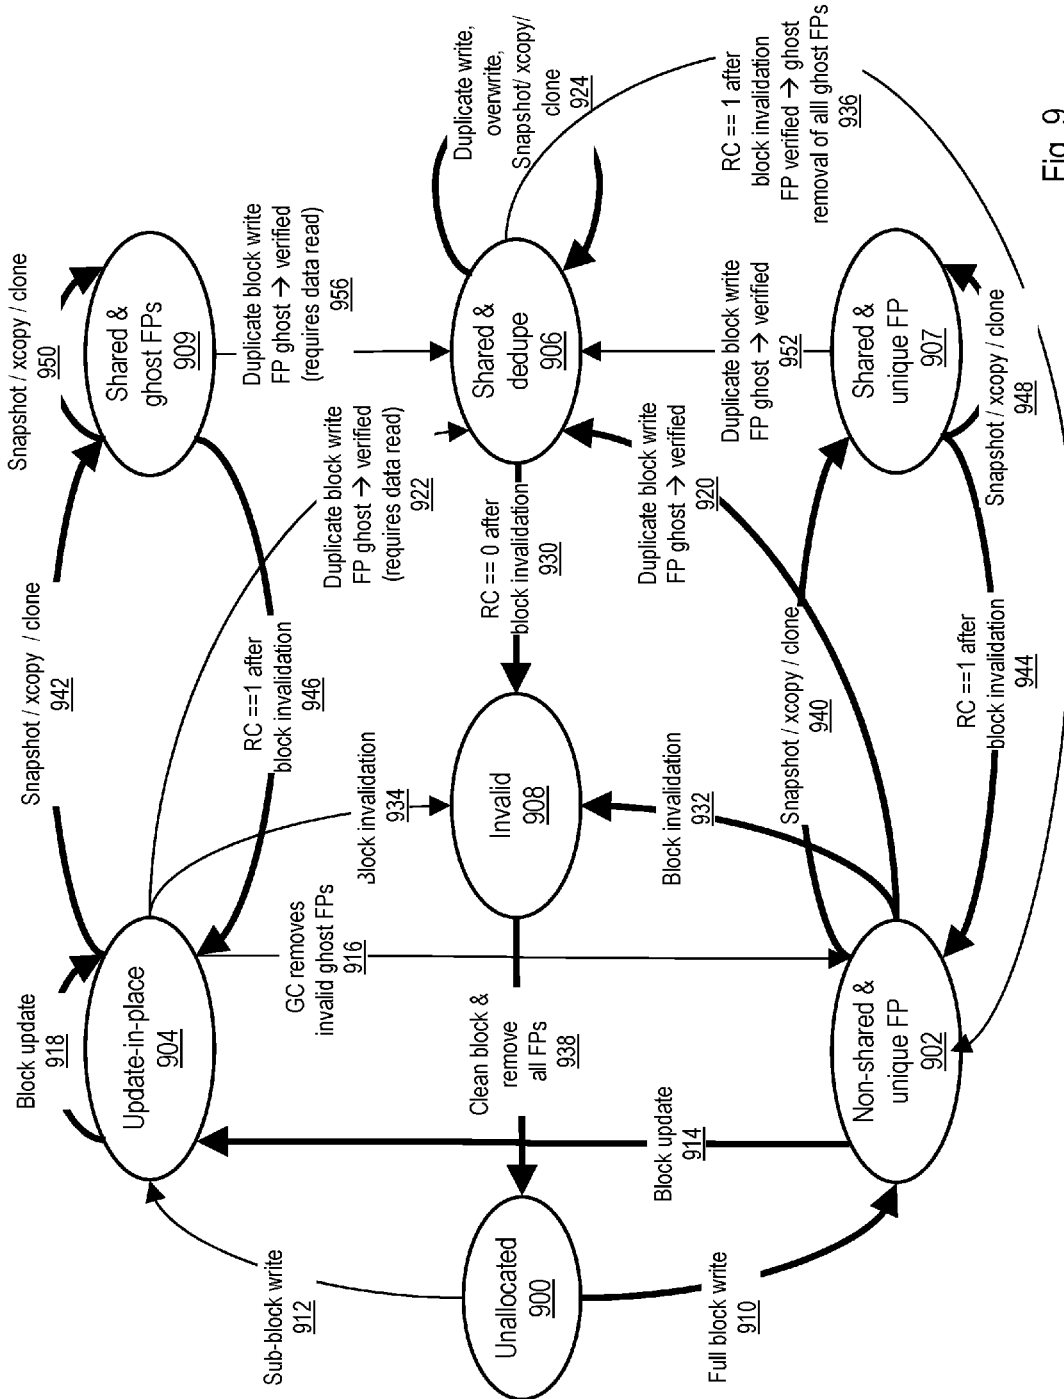 Snapshot / xcopy / clone
942
Snapshot / xcopy / clone
950
Block update
918
Update-in-place
904
Shared &
ghost FPs
909
RC ==1 after
block invalidation
946
Sub-block write
912
GC removes
invalid ghost FPs
916
Block invalidation
934
Duplicate block write
FP ghost → verified
(requires data read)
922
Duplicate block write
FP ghost → verified
(requires data read)
956
Duplicate write,
overwrite,
Snapshot/ xcopy/
clone
924
Unallocated
900
Clean block &
remove
all FPs
938
Invalid
908
RC == 0 after
block invalidation
930
Shared &
dedupe
906
Full block write
910
Block update
914
Block invalidation
932
Duplicate block write
FP ghost → verified
920
Duplicate block write
FP ghost → verified
952
RC == 1 after
block invalidation
FP verified → ghost
removal of alll ghost FPs
936
Snapshot / xcopy / clone
940
Non-shared &
unique FP
902
Shared &
unique FP
907
RC ==1 after
block invalidation
944
Snapshot / xcopy / clone
948
Fig. 9